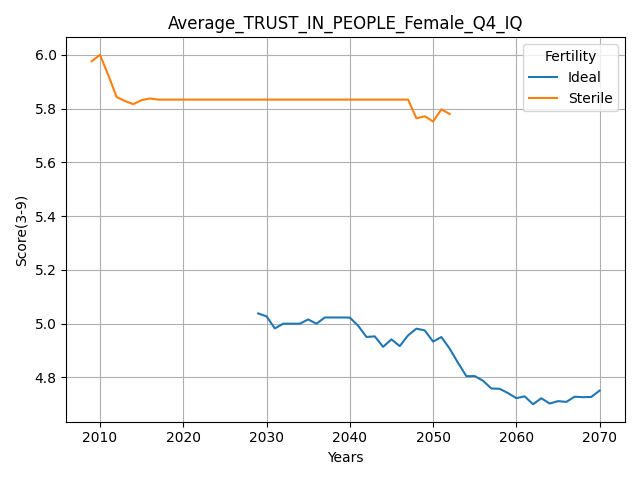 Average_TRUST_IN_PEOPLE_Female_Q4_IQ
Fertility
Ideal
Sterile
Score(3-9)
6.0
5.8
5.6
5.4
5.2
5.0
4.8
2010 2020 2030 2040 2050 2060 2070
Years